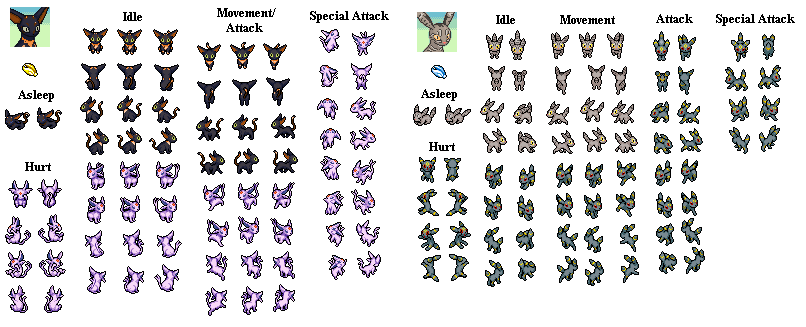 Idle
Movement/
Attack
Special Attack
Asleep
Hurt
Idle
Movement
Attack
Special Attack
Asleep
Hurt